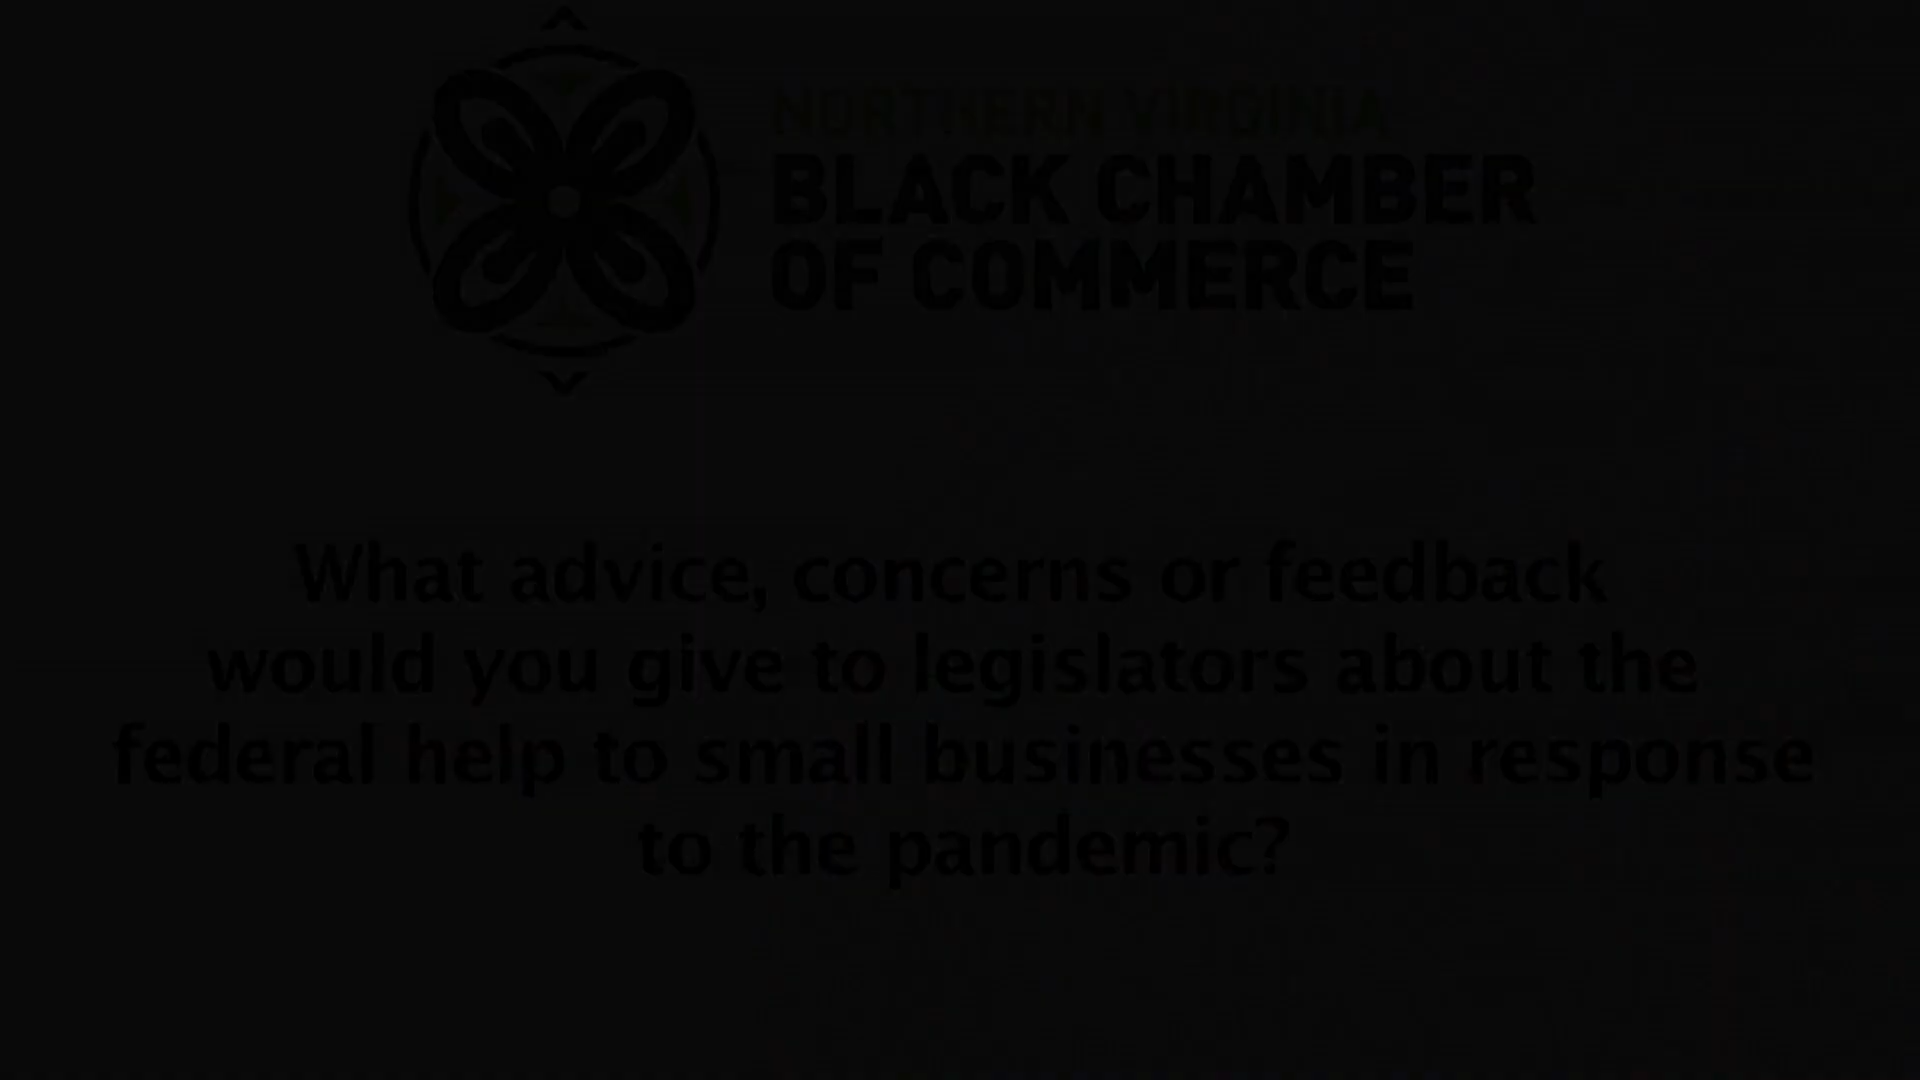 NORTHERN VIRGINIA
BLACK CHAMBER
OF COMMERCE
What advice, concerns or feedback
would you give to legislators about the
federal help to small businesses in response
to the pandemic?